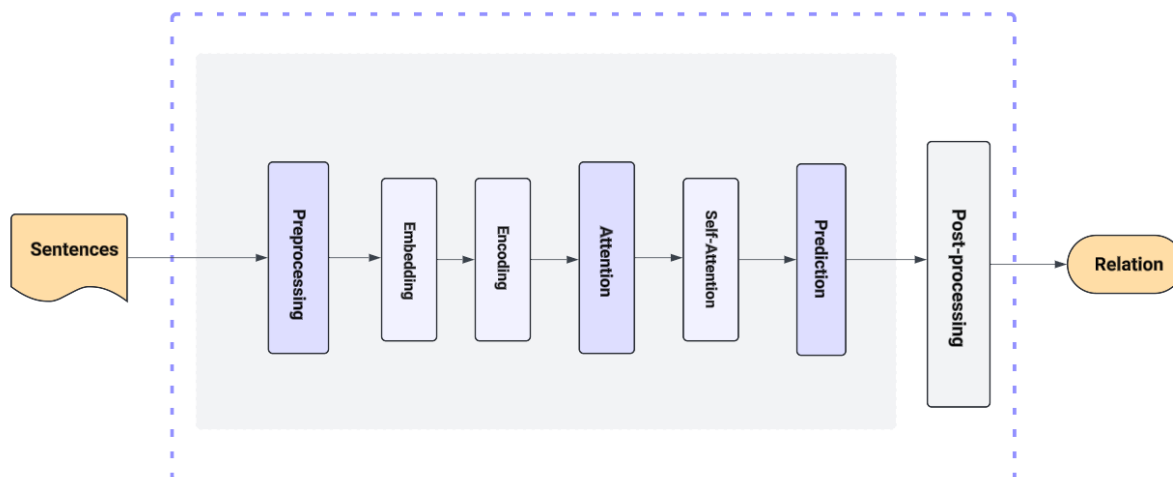 Sentences
Preprocessing
Embedding
Encoding
Attention
Self-Attention
Prediction
Post-processing
Relation